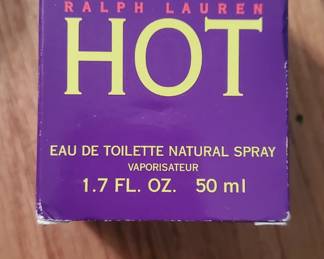 RALPH LAUREN
HOT
EAU DE TOILETTE NATURAL SPRAY
VAPORISATEUR
1.7 FL. OZ. 50 ml